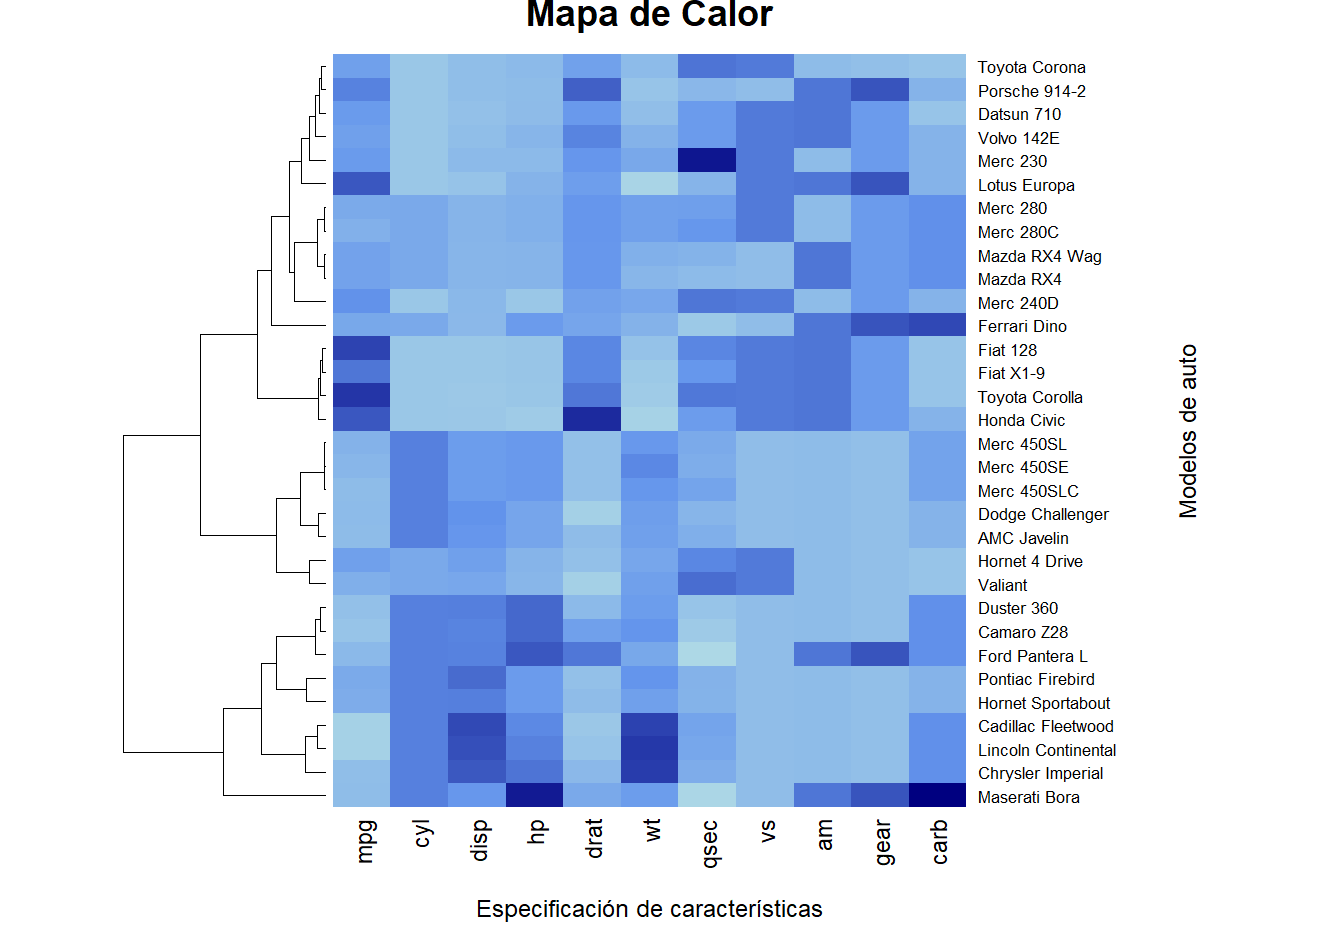 Mapa de Calor
Toyota Corona
Porsche 914-2
Datsun 710
Volvo 142E
Merc 230
Lotus Europa
Merc 280
Merc 280C
Mazda RX4 Wag
Mazda RX4
Merc 240D
Ferrari Dino
Fiat 128
Fiat X1-9
Toyota Corolla
Honda Civic
Merc 450SL
Merc 450SE
Merc 450SLC
Dodge Challenger
AMC Javelin
Hornet 4 Drive
Valiant
Duster 360
Camaro Z28
Ford Pantera L
Pontiac Firebird
Hornet Sportabout
Cadillac Fleetwood
Lincoln Continental
Chrysler Imperial
Maserati Bora
Modelos de auto
mpg
cyl
disp
hp
drat
wt
qsec
vs
am
gear
carb
Especificación de características